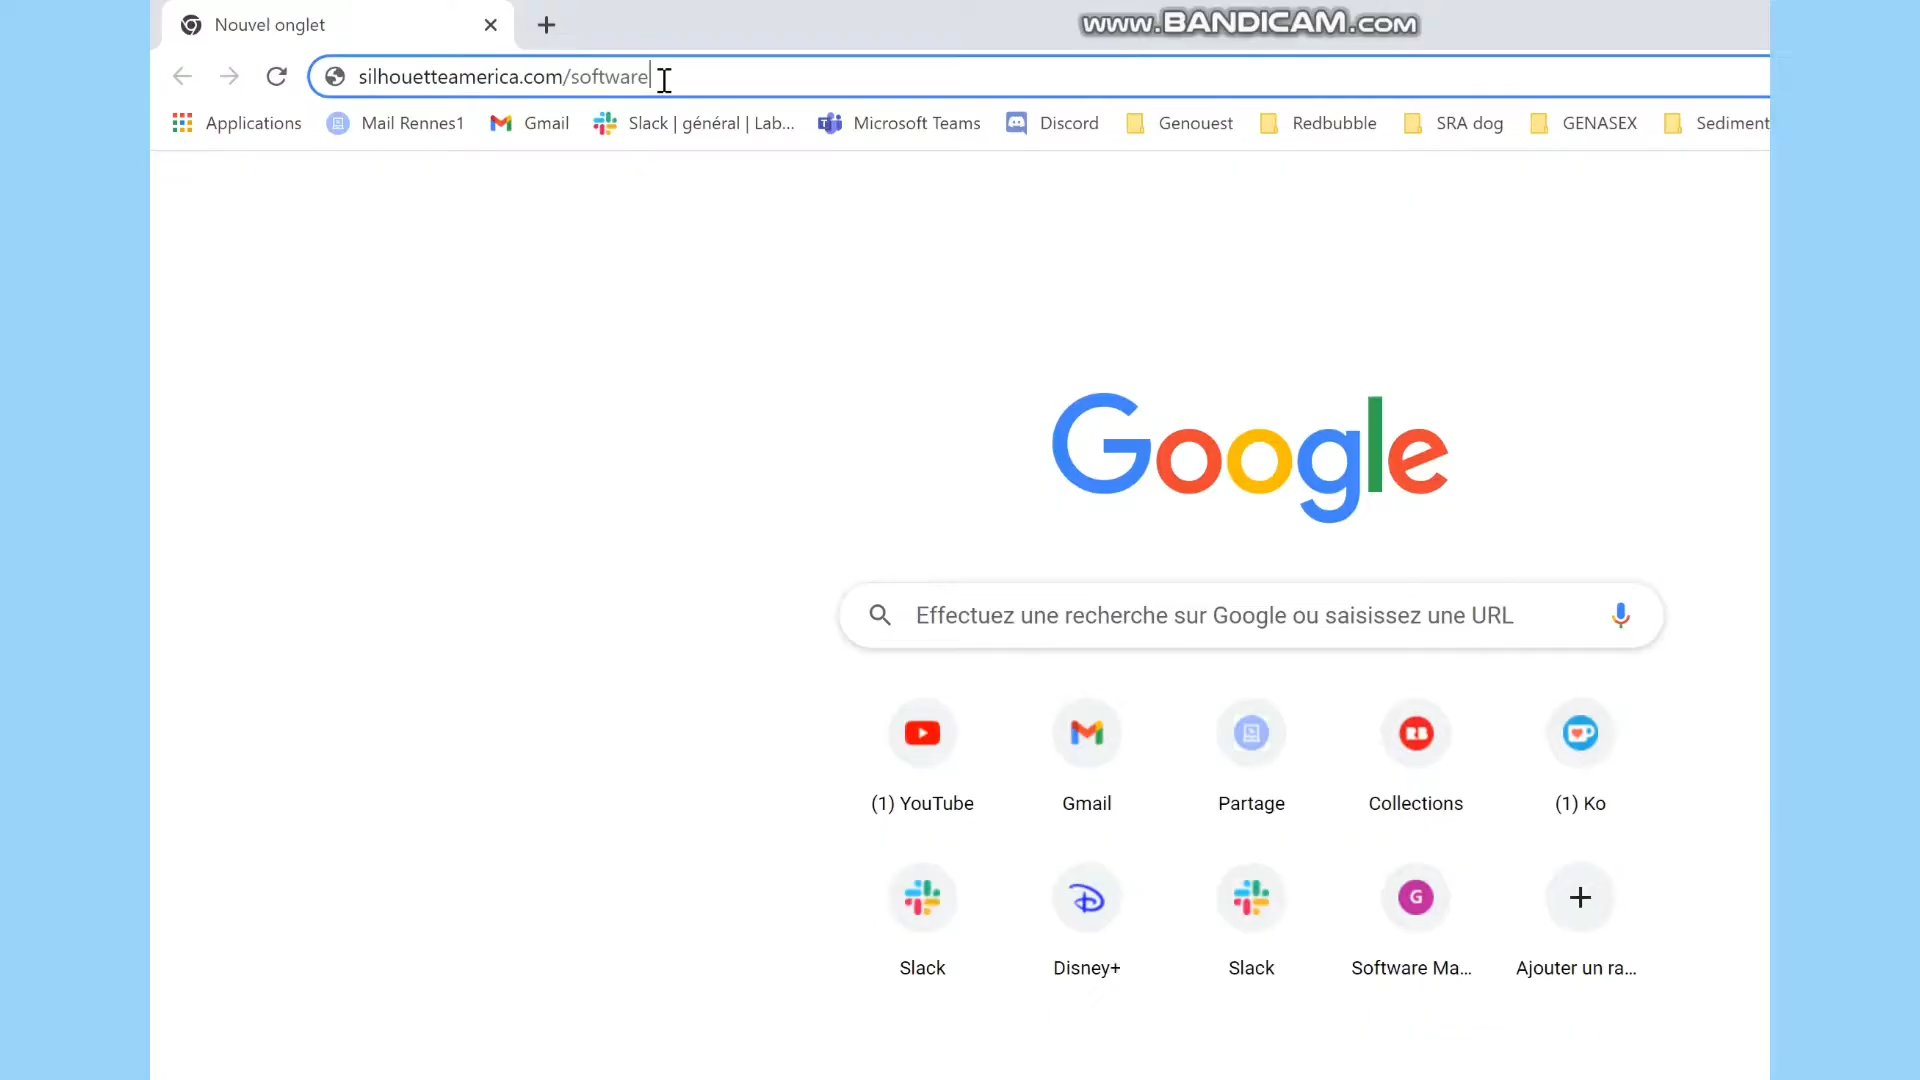 Nouvel onglet
www.BANDICAM.com
silhouetteamerica.com/software
Applications
Mail Rennes1
Gmail
Slack | général | Lab...
Microsoft Teams
Discord
Genouest
Redbubble
SRA dog
GENASEX
Sediment
Google
Effectuez une recherche sur Google ou saisissez une URL
RB
(1) YouTube
Gmail
Partage
Collections
(1) Ko
G
Slack
Disney+
Slack
Software Ma...
Ajouter un ra...